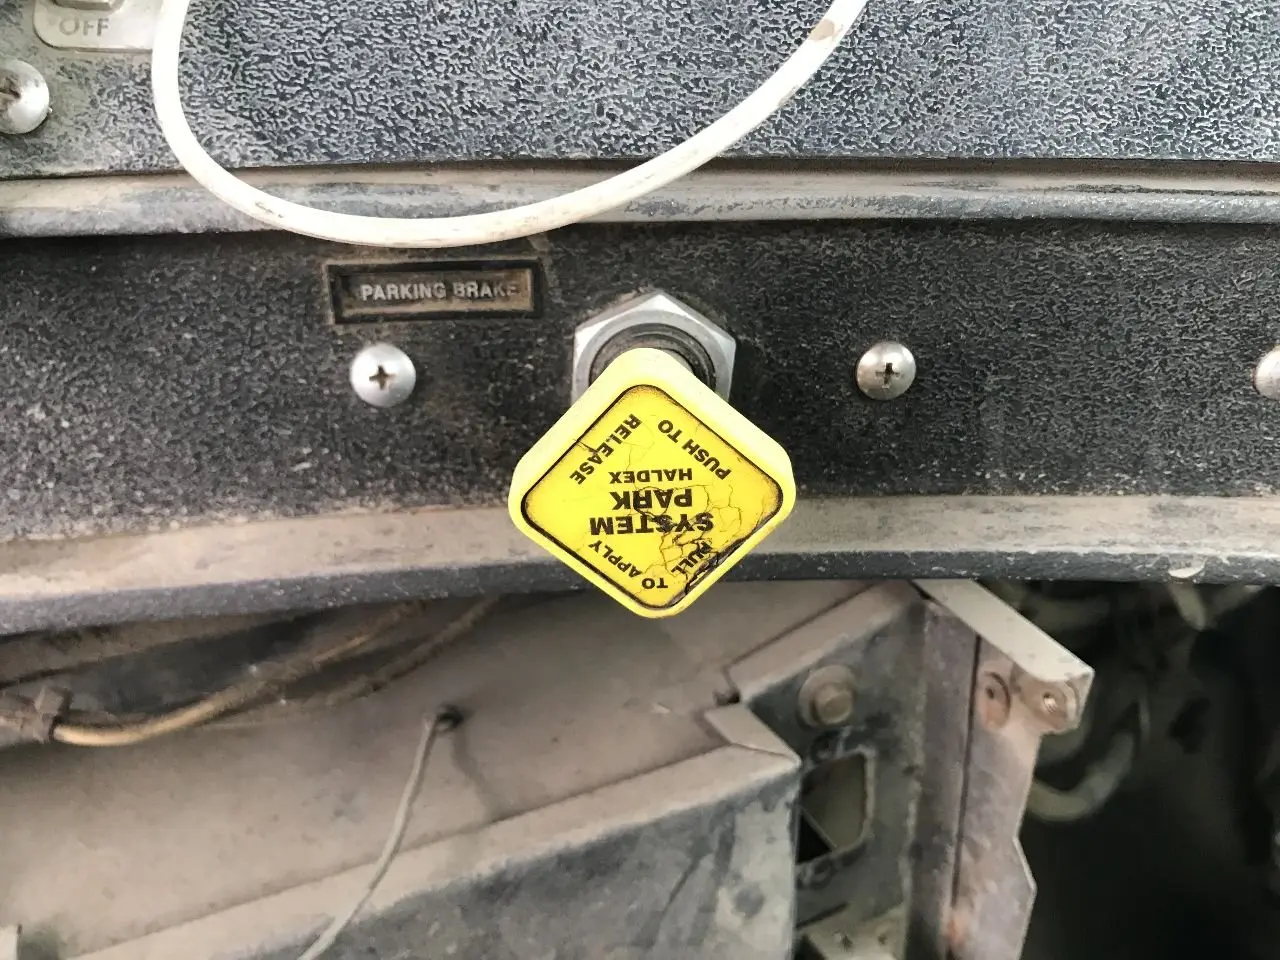 OFF
PARKING BRAKE
PUSH TO
RELEASE
HALDEX
PARK
SYSTEM
PULL
TO APPLY